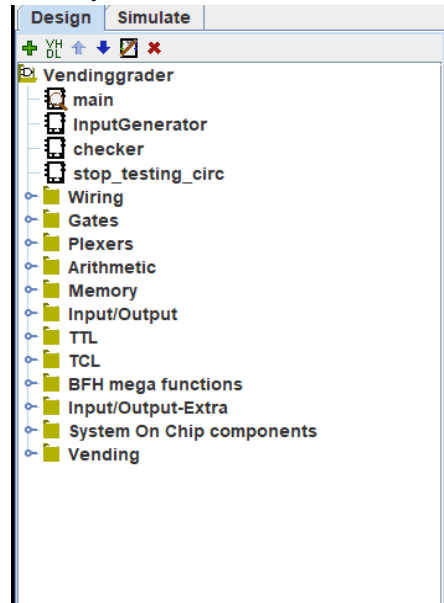 Design Simulate
VH
DL
Vendinggrader
main
InputGenerator
checker
stop_testing_circ
Wiring
Gates
Plexers
Arithmetic
Memory
Input/Output
TTL
TCL
BFH mega functions
Input/Output-Extra
System On Chip components
Vending